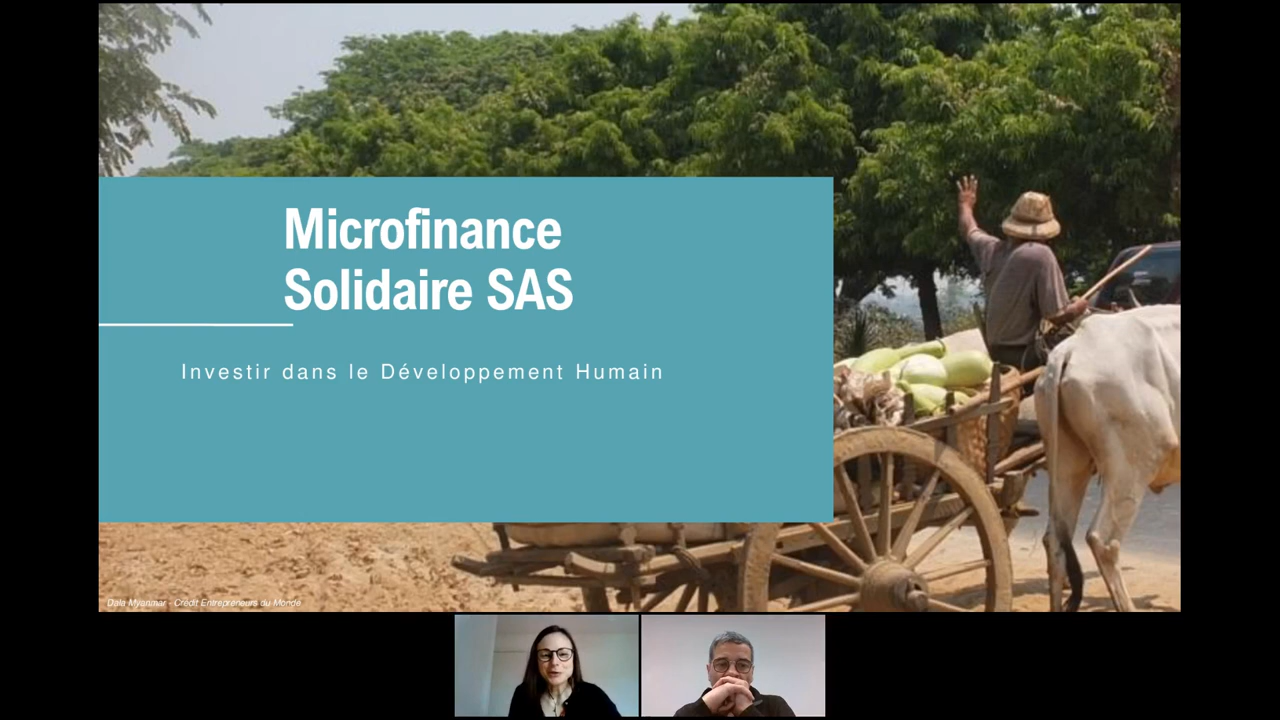 Microfinance
Solidaire SAS
Investir dans le Développement Humain
Dala Myanmar - Crédit Entrepreneurs du Monde